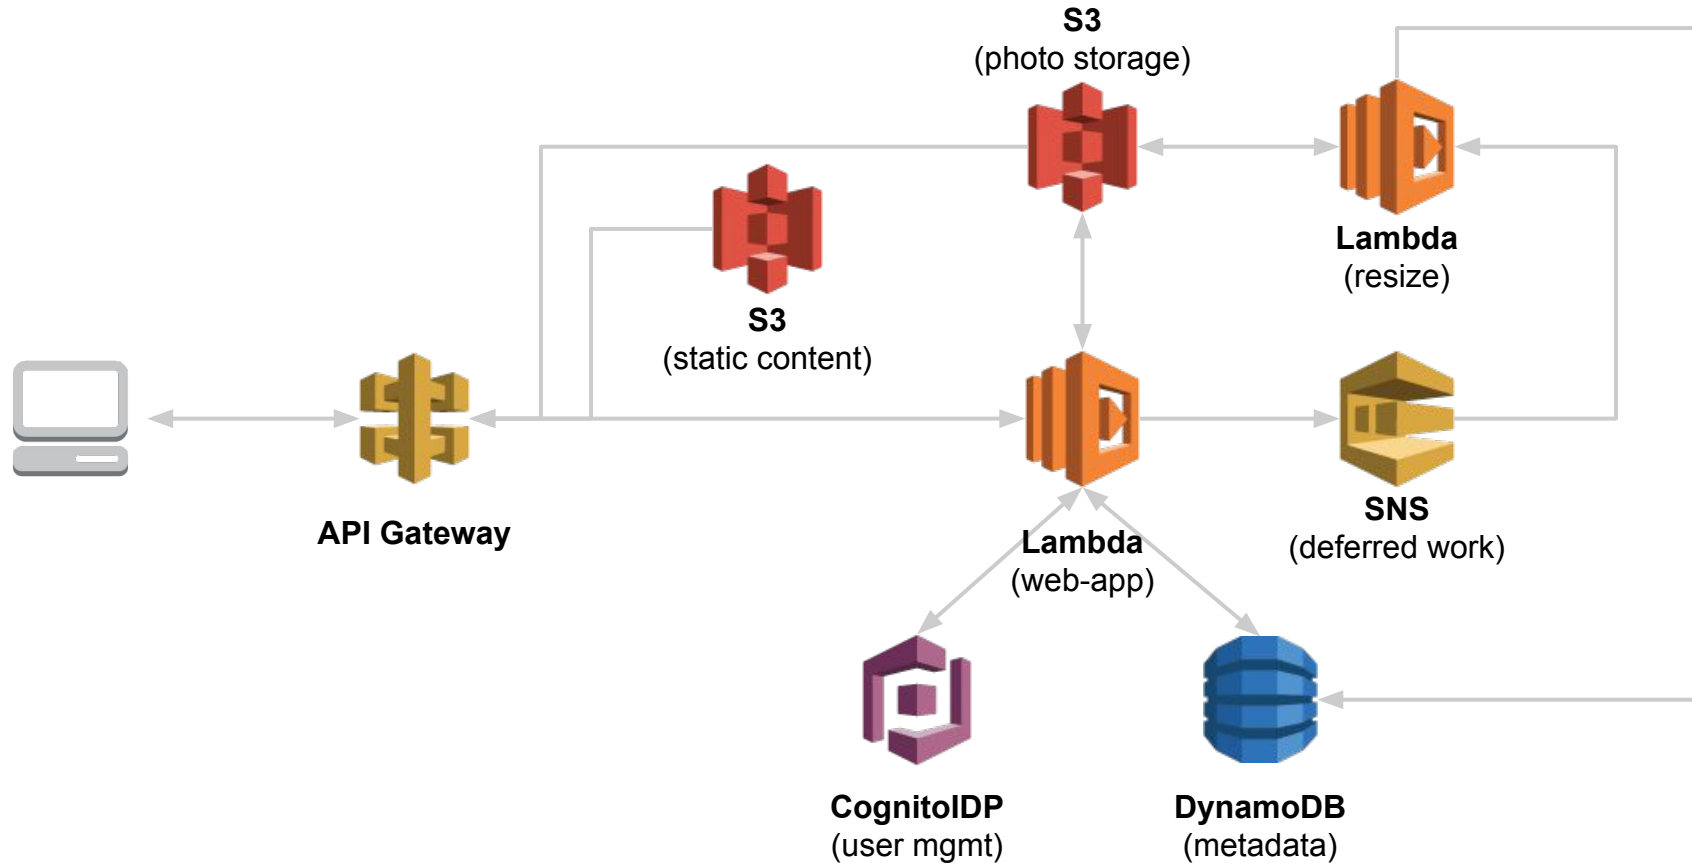 S3
(photo storage)
Lambda
(resize)
S3
(static content)
API Gateway
Lambda
(web-app)
SNS
(deferred work)
CognitoIDP
(user mgmt)
DynamoDB
(metadata)